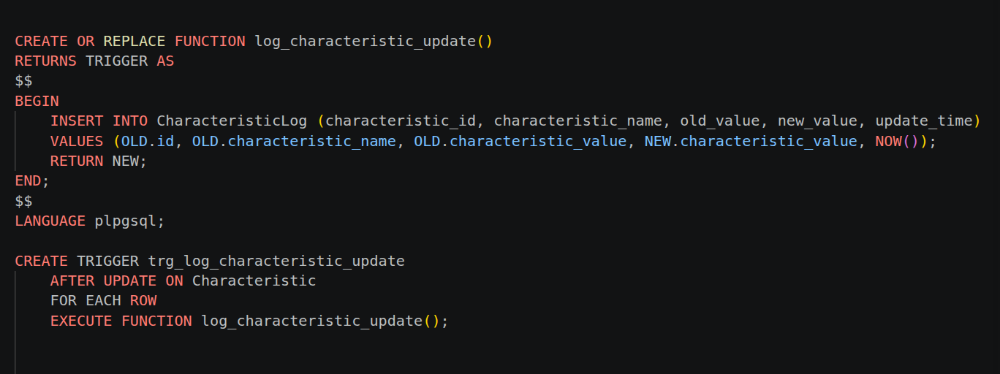 CREATE OR REPLACE FUNCTION log_characteristic_update()
RETURNS TRIGGER AS
$$
BEGIN
    INSERT INTO CharacteristicLog (characteristic_id, characteristic_name, old_value, new_value, update_time)
    VALUES (OLD.id, OLD.characteristic_name, OLD.characteristic_value, NEW.characteristic_value, NOW());
    RETURN NEW;
END;
$$
LANGUAGE plpgsql;

CREATE TRIGGER trg_log_characteristic_update
    AFTER UPDATE ON Characteristic
    FOR EACH ROW
    EXECUTE FUNCTION log_characteristic_update();